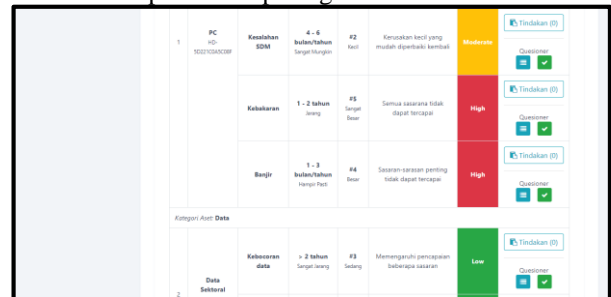 1
PC
HD-
Kesalahan
SDM
4 - 6
bulan/tahun
Sangat Mungkin
#2
Kecil
Kerusakan kecil yang
mudah diperbaiki kembali
Moderate
Tindakan (0)
Quesioner
Kebakaran
1 - 2 tahun
Jarang
#5
Sangat
Besar
Semua sasarana tidak
dapat tercapai
High
Tindakan (0)
Quesioner
Banjir
1 - 3
bulan/tahun
Hampir Pasti
#4
Besar
Sasaran-sarasan penting
tidak dapat tercapai
High
Tindakan (0)
Quesioner
Kategori Aset: Data
2
Data
Sektoral
Kebocoran
data
> 2 tahun
Sangat Jarang
#3
Sedang
Memengaruhi pencapaian
beberapa sasaran
Low
Tindakan (0)
Quesioner